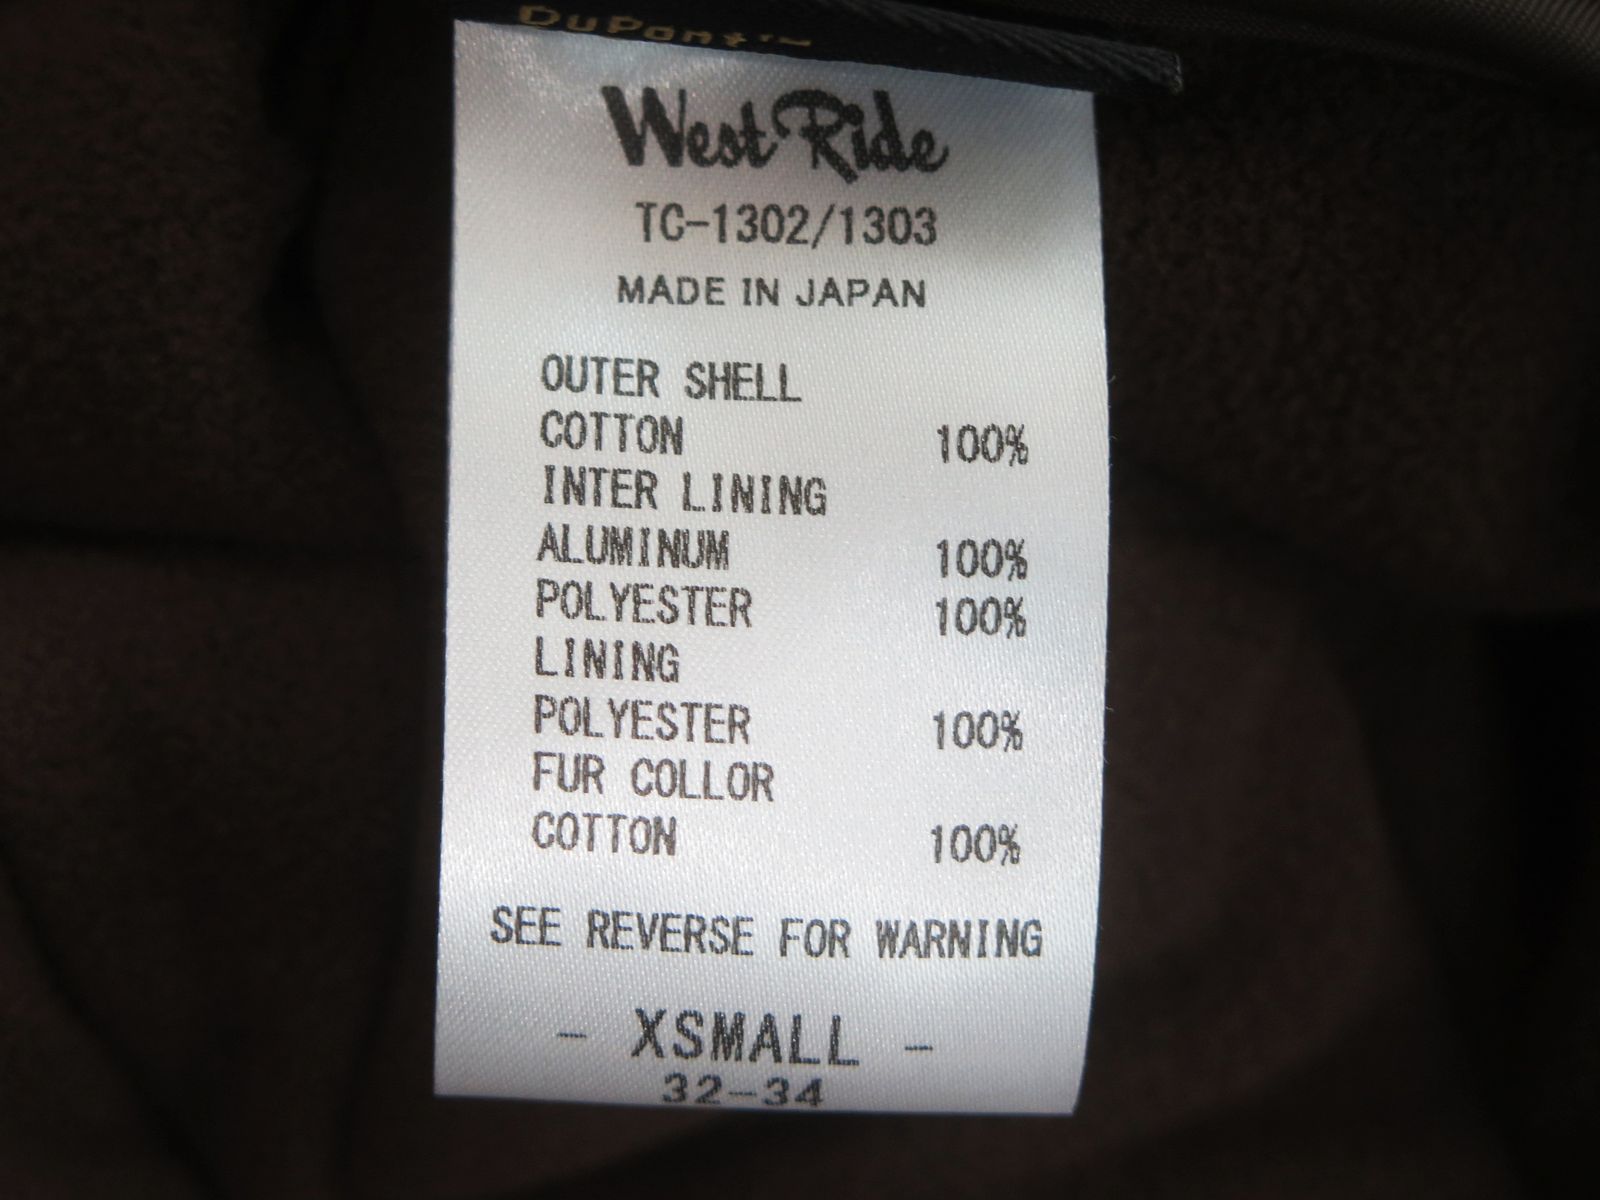 DuPont™
West Ride
TC-1302/1303
MADE IN JAPAN
OUTER SHELL
COTTON 100%
INTER LINING
ALUMINUM 100%
POLYESTER 100%
LINING
POLYESTER 100%
FUR COLLOR
COTTON 100%
SEE REVERSE FOR WARNING
- XSMALL -
32-34